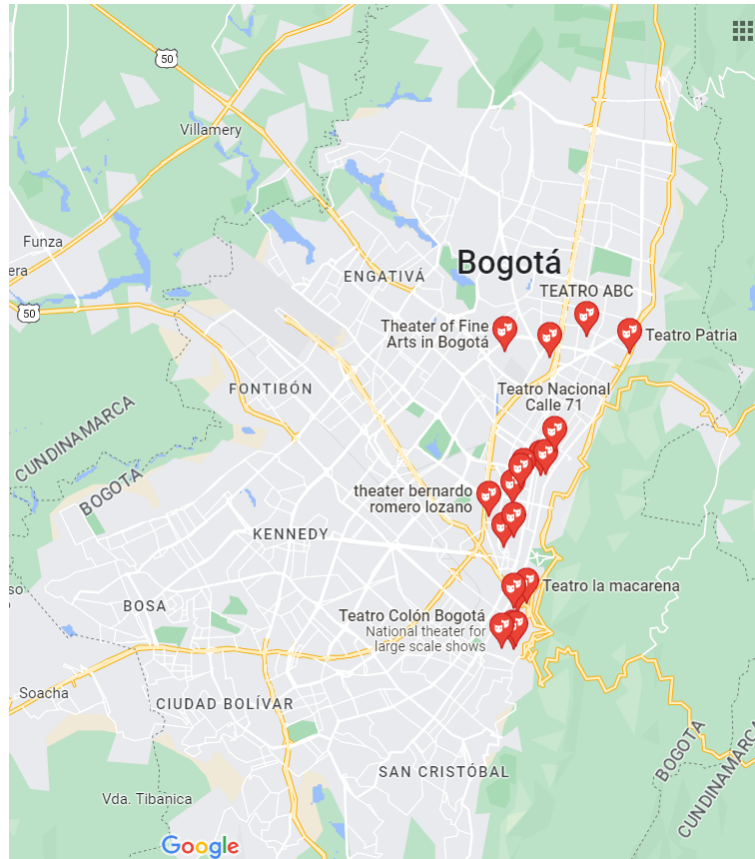 50
Villamery
Funza
era
Bogotá
ENGATIVÁ
TEATRO ABC
50
Theater of Fine
Arts in Bogotá
Teatro Patria
FONTIBÓN
Teatro Nacional
Calle 71
CUNDINAMARCA
BOGOTA
theater bernardo
romero lozano
KENNEDY
so
Teatro la macarena
BOSA
Teatro Colón Bogotá
National theater for
large scale shows
Soacha
CIUDAD BOLÍVAR
BOGOTA
CUNDINAMARCA
SAN CRISTÓBAL
Vda. Tibanica
Google